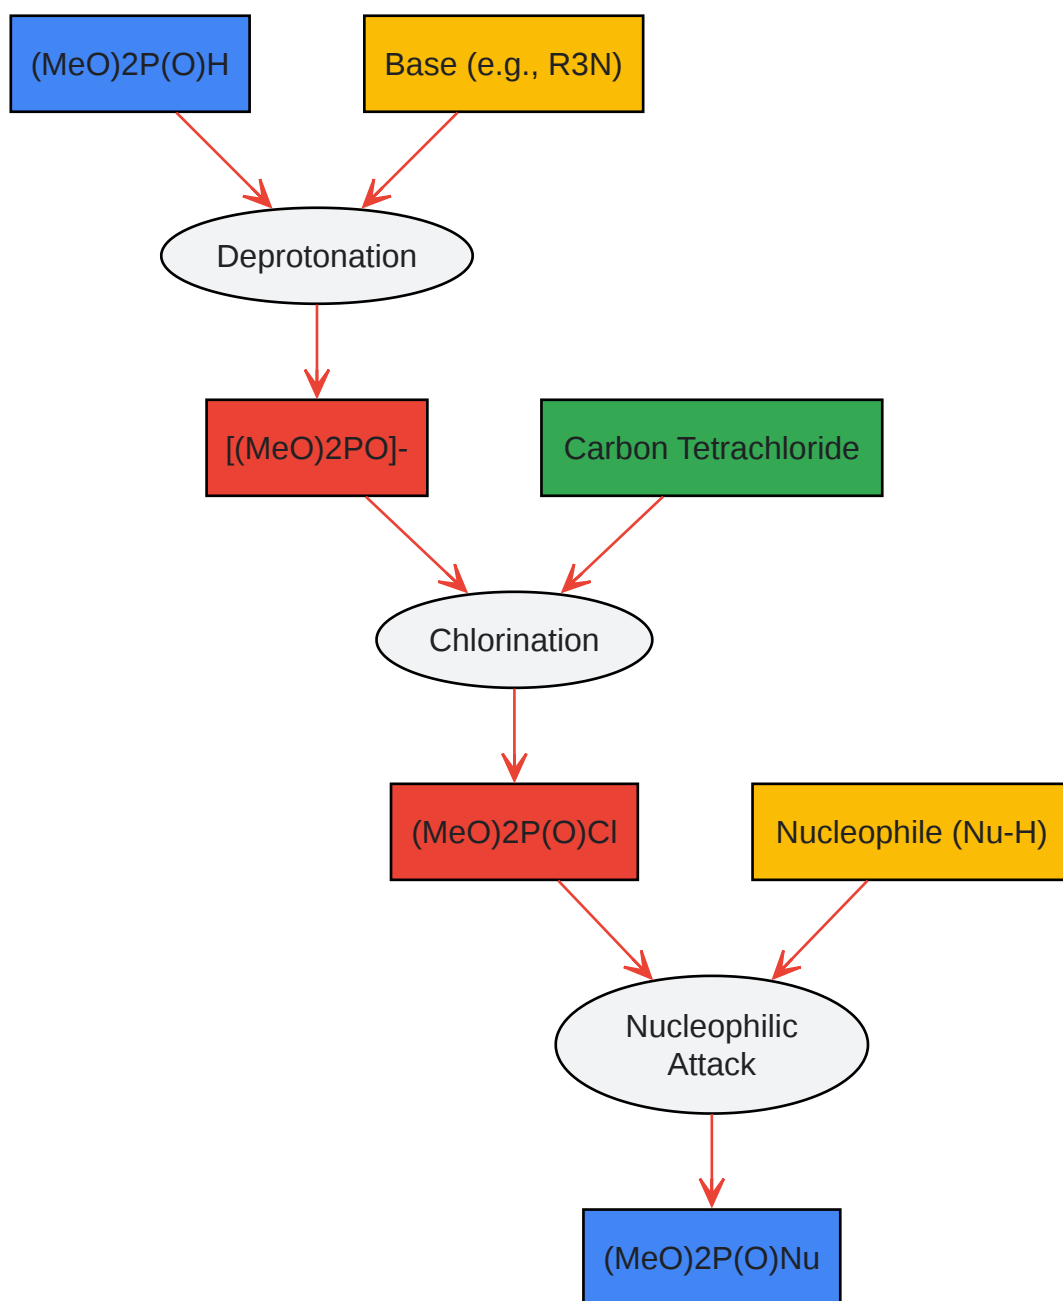 (MeO)2P(O)H
Base (e.g., R3N)
Deprotonation
[(MeO)2PO]-
Carbon Tetrachloride
Chlorination
(MeO)2P(O)Cl
Nucleophile (Nu-H)
Nucleophilic
Attack
(MeO)2P(O)Nu